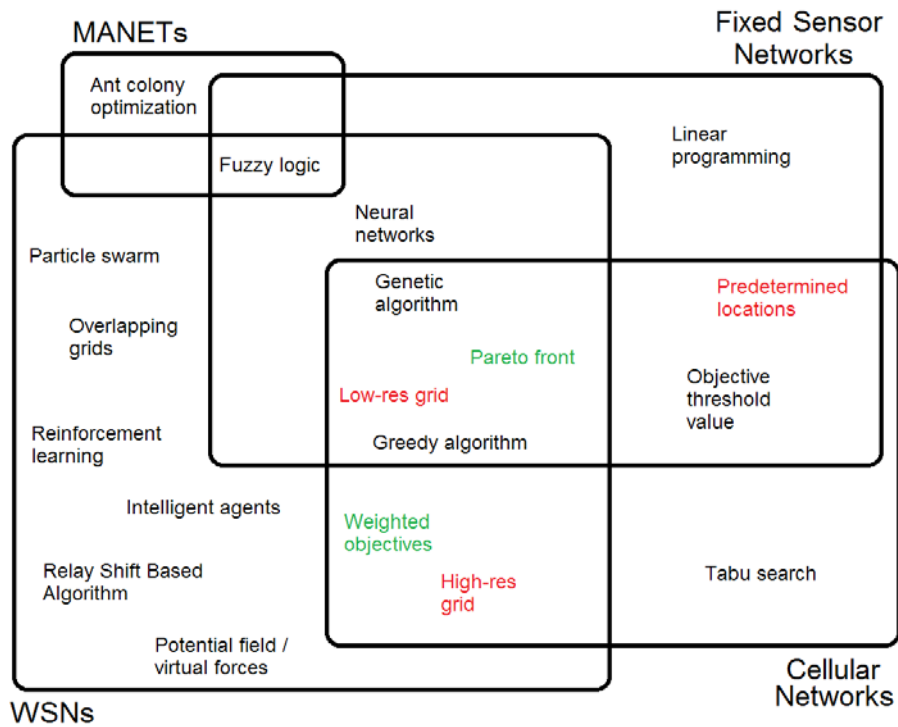 MANETs
Fixed Sensor
Networks
Ant colony
optimization
Linear
programming
Fuzzy logic
Neural
networks
Particle swarm
Genetic
algorithm
Predetermined
locations
Overlapping
grids
Pareto front
Low-res grid
Objective
threshold
value
Reinforcement
learning
Greedy algorithm
Intelligent agents
Weighted
objectives
Relay Shift Based
Algorithm
High-res
grid
Tabu search
Potential field /
virtual forces
WSNs
Cellular
Networks